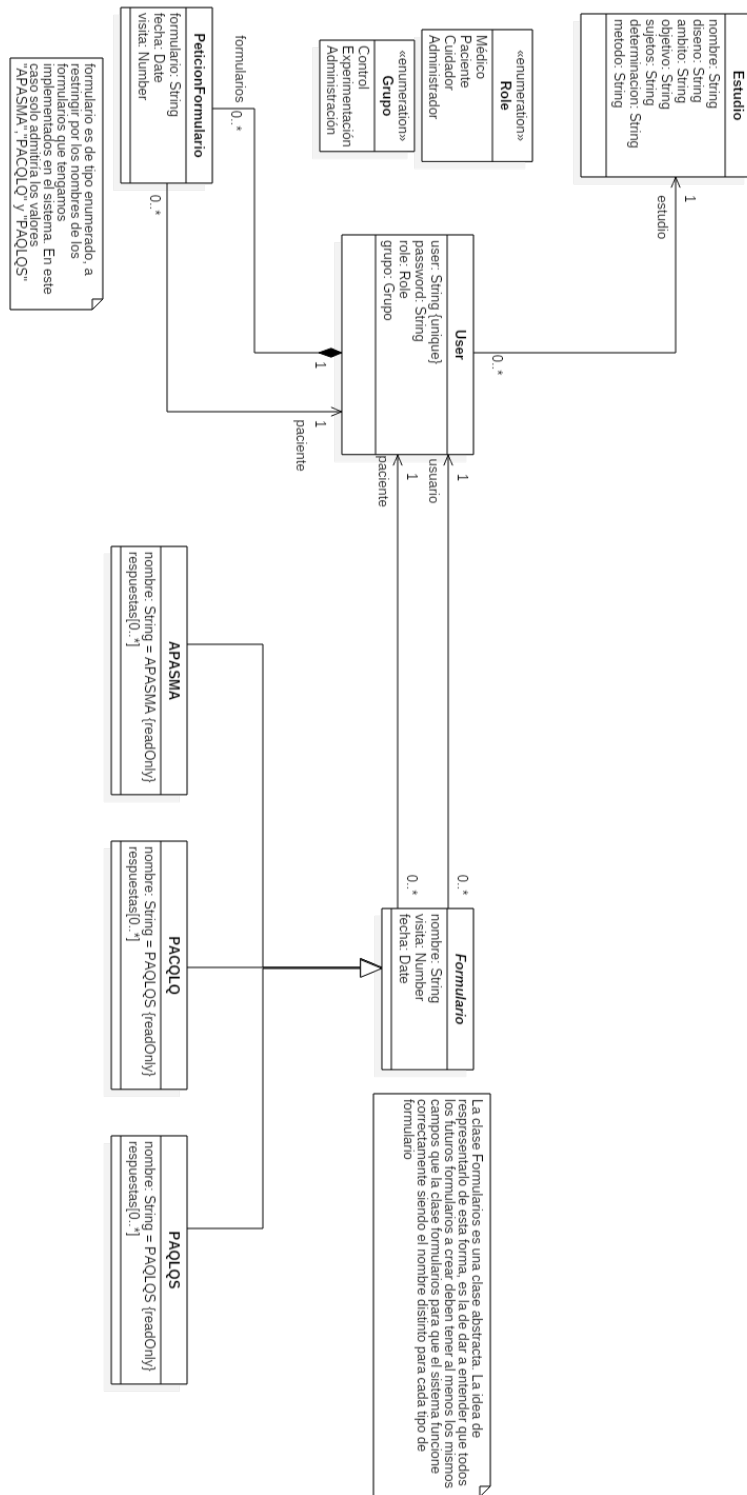 Estudio
nombre: String
diseno: String
ambito: String
objetivo: String
sujetos: String
determinacion: String
metodo: String
1
estudio
«enumeration»
Role
Médico
Paciente
Cuidador
Administrador
«enumeration»
Grupo
Control
Experimentación
Administración
User
user: String {unique}
password: String
role: Role
grupo: Grupo
0..*
1
1
paciente
1
usuario
1
paciente
PeticionFormulario
formulario: String
fecha: Date
visita: Number
formularios
0..*
0..*
formulario es de tipo enumerado, a
restringir por los nombres de los
formularios que tengamos
implementados en el sistema. En este
caso solo admitiría los valores
"APASMA", "PACQLQ" y "PAQLQS"
Formulario
nombre: String
visita: Number
fecha: Date
0..*
0..*
La clase Formularios es una clase abstracta. La idea de
respresentarlo de esta forma, es la de dar a entender que todos
los futuros formularios a crear deben tener al menos los mismos
campos que la clase formularios para que el sistema funcione
correctamente siendo el nombre distinto para cada tipo de
formulario
APASMA
nombre: String = APASMA {readOnly}
respuestas[0..*]
PACQLQ
nombre: String = PAQLQS {readOnly}
respuestas[0..*]
PAQLQS
nombre: String = PAQLQS {readOnly}
respuestas[0..*]